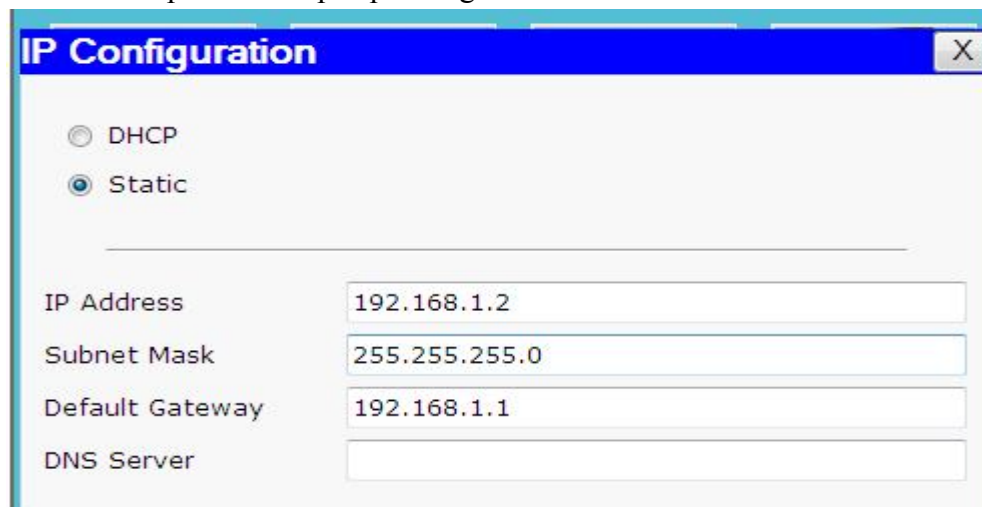 IP Configuration
X
DHCP
Static
IP Address 192.168.1.2
Subnet Mask 255.255.255.0
Default Gateway 192.168.1.1
DNS Server